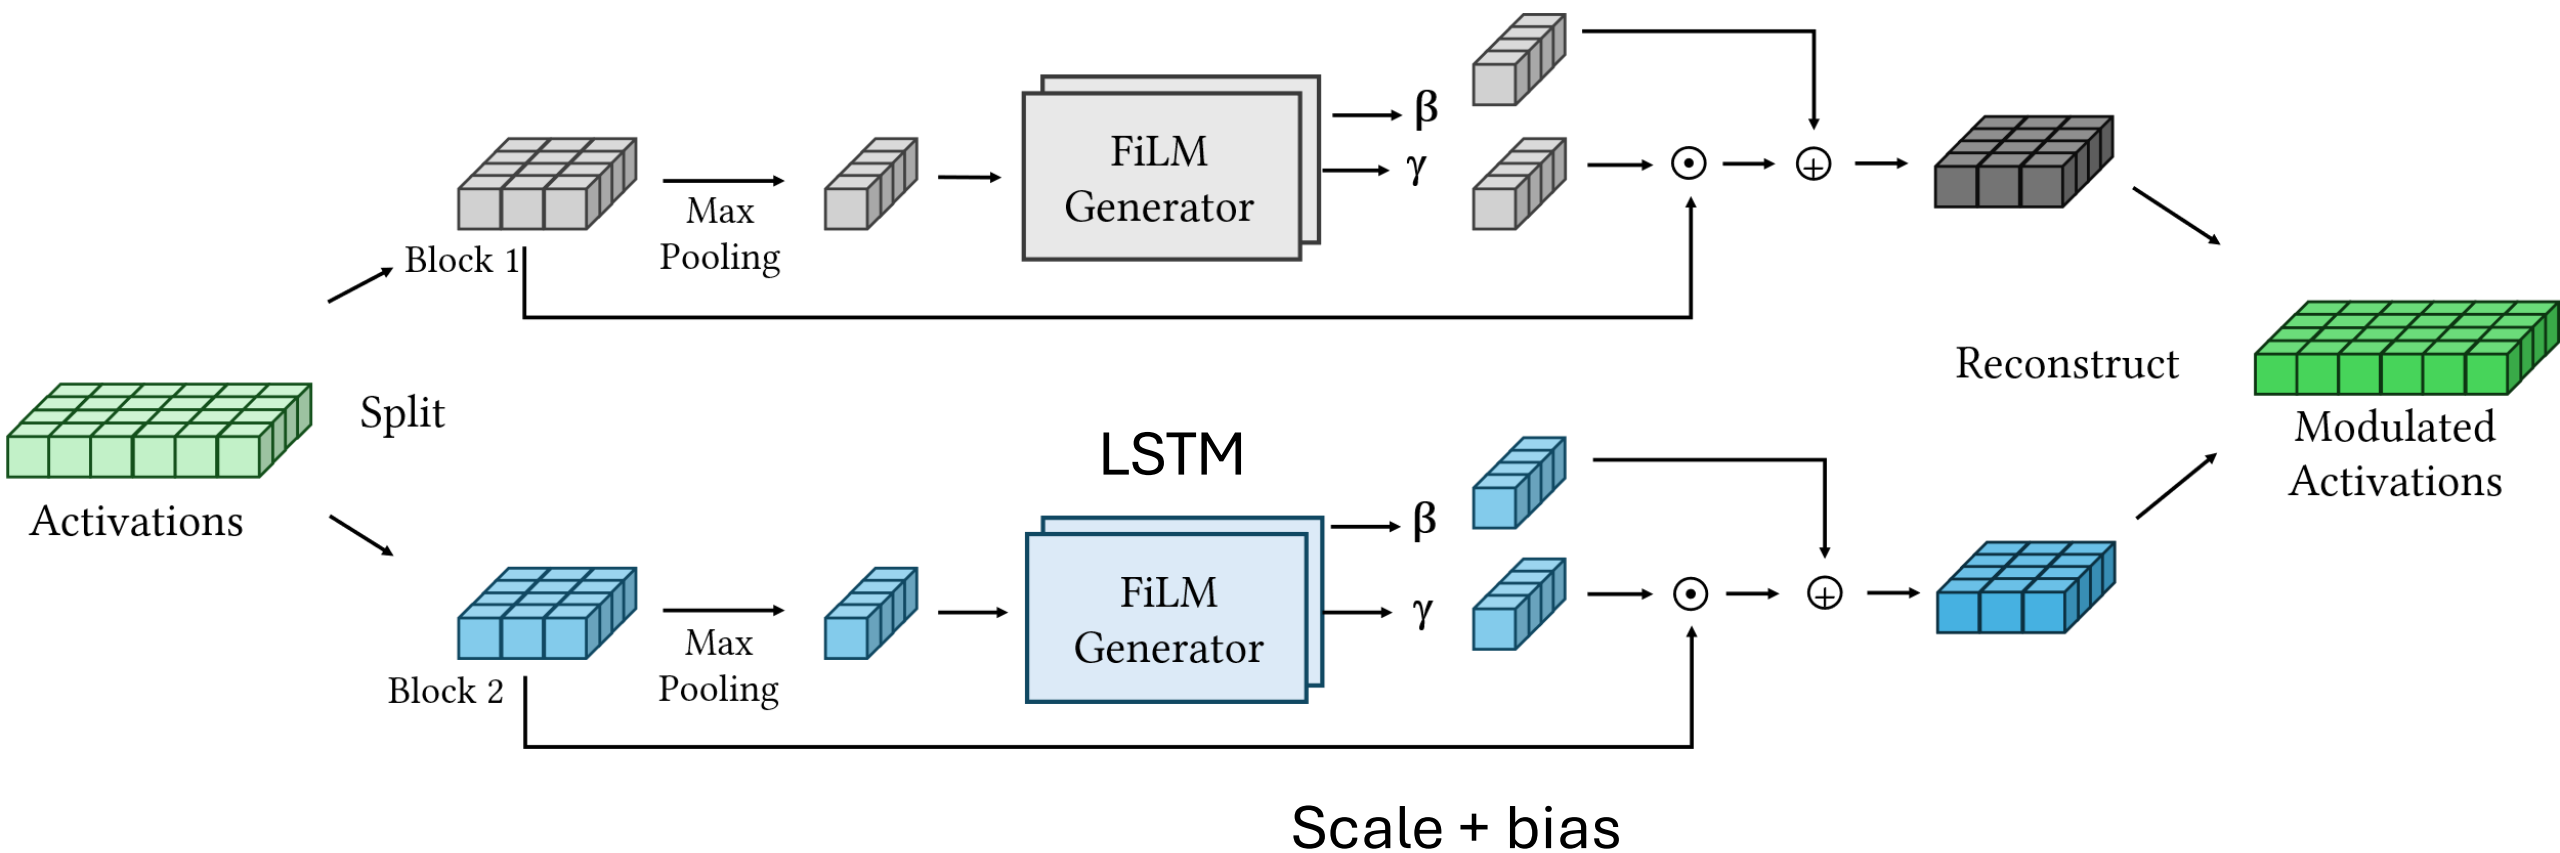 β
FiLM
Generator
γ
Max
Pooling
Block 1
Split
Activations
Reconstruct
Modulated
Activations
LSTM
β
FiLM
Generator
γ
Max
Pooling
Block 2
Scale + bias